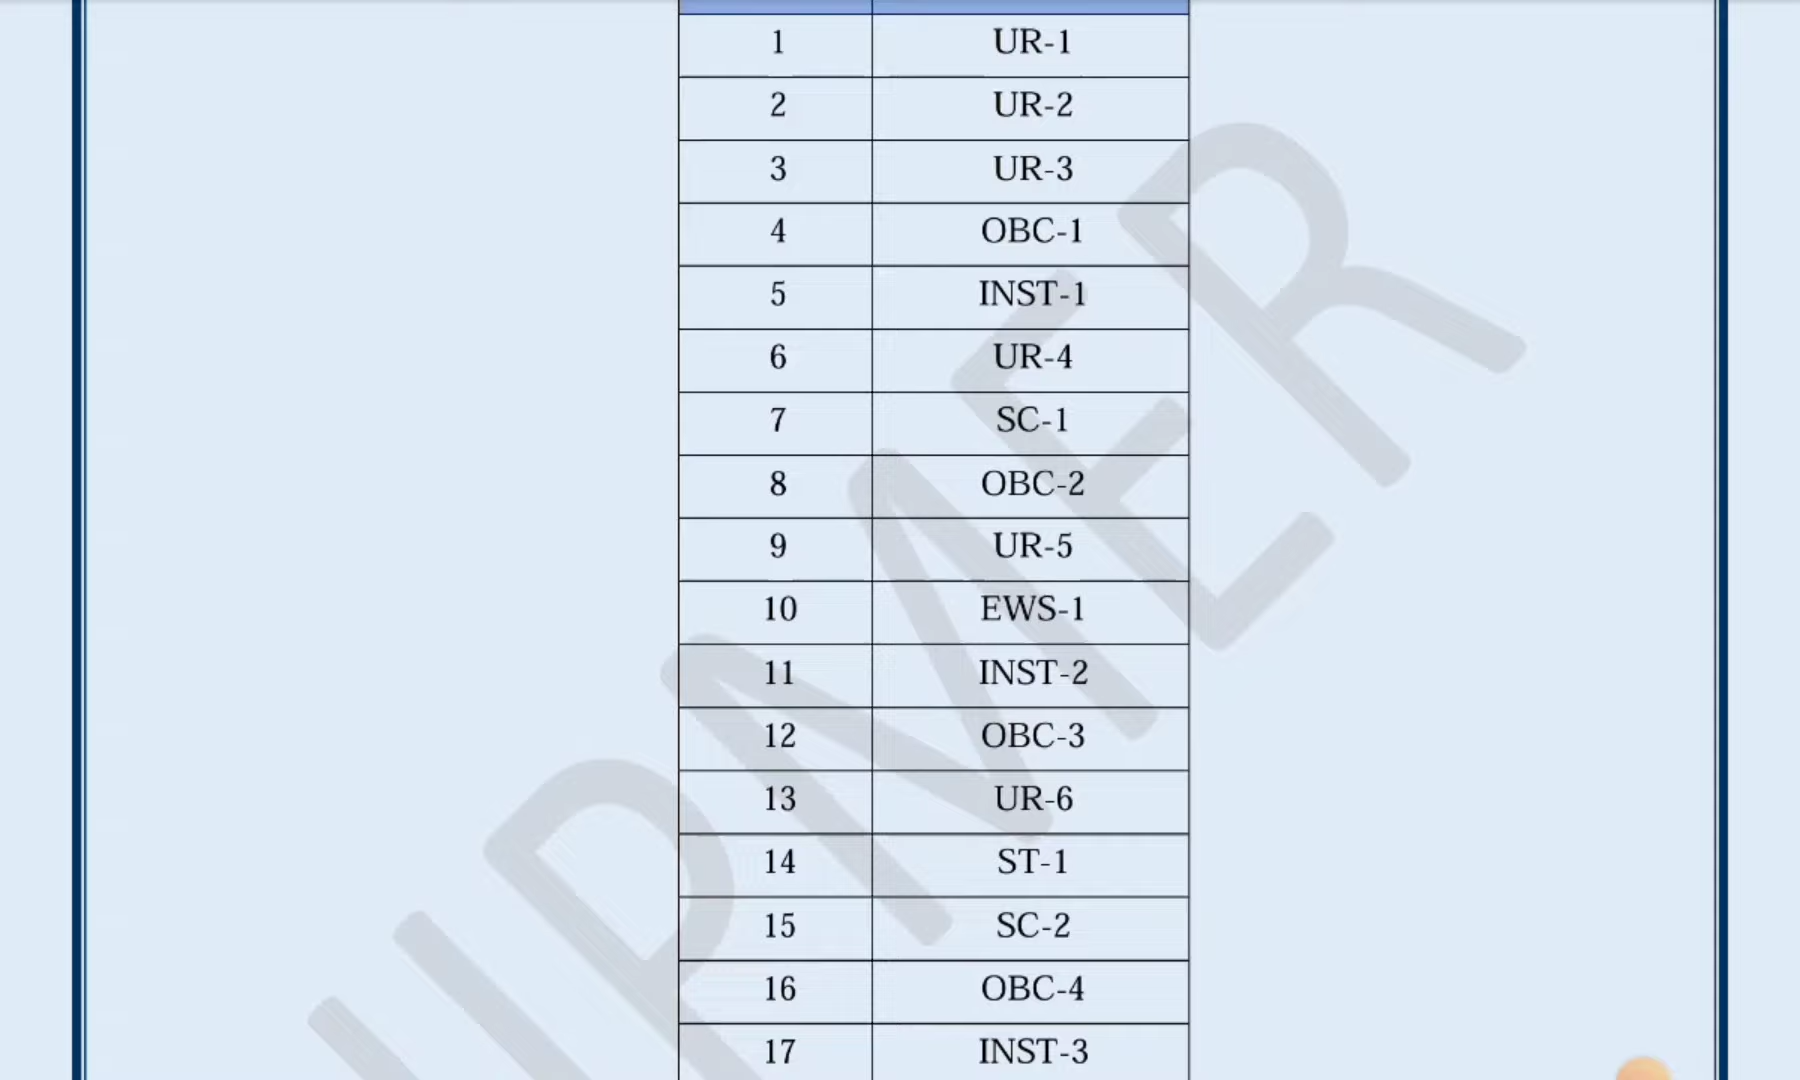 1 UR-1
2 UR-2
3 UR-3
4 OBC-1
5 INST-1
6 UR-4
7 SC-1
8 OBC-2
9 UR-5
10 EWS-1
11 INST-2
12 OBC-3
13 UR-6
14 ST-1
15 SC-2
16 OBC-4
17 INST-3
IPMER